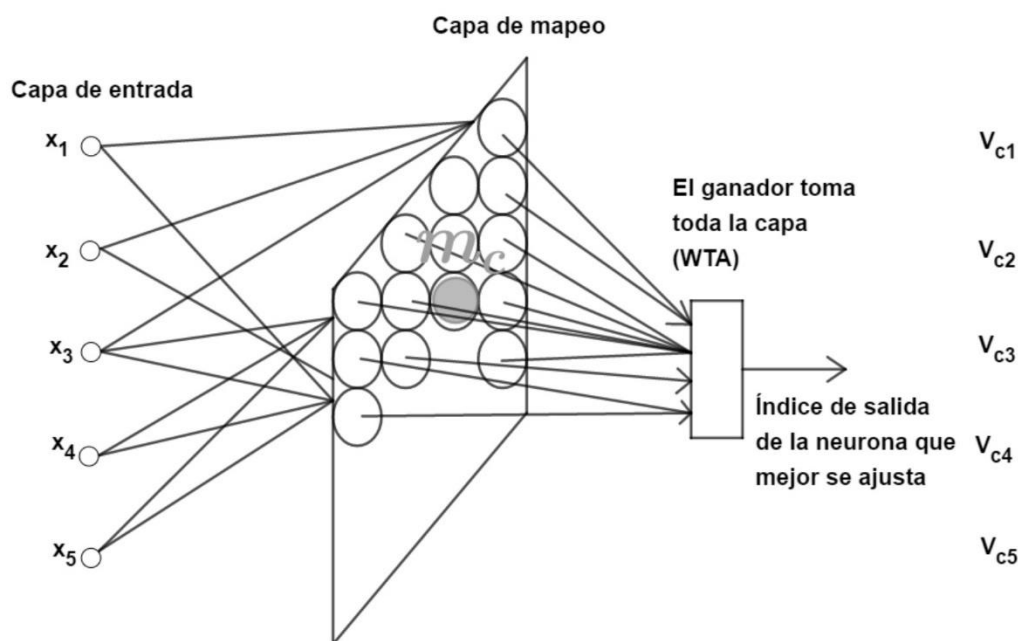 Capa de mapeo
Capa de entrada
x1
x2
x3
x4
x5
mc
El ganador toma
toda la capa
(WTA)
Índice de salida
de la neurona que
mejor se ajusta
Vc1
Vc2
Vc3
Vc4
Vc5